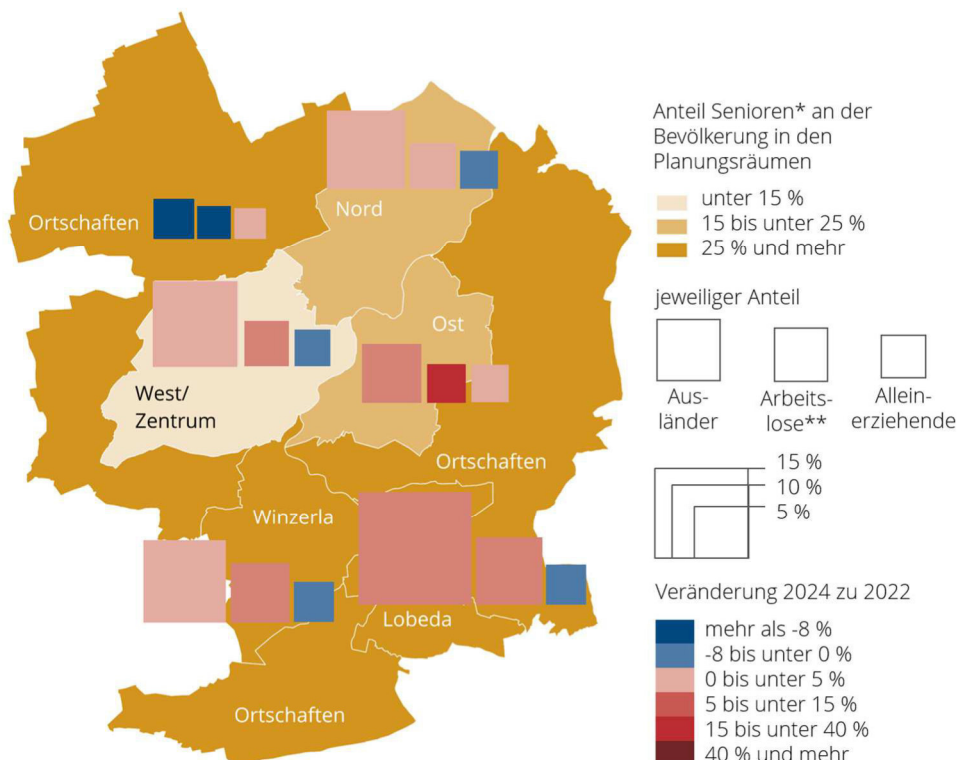 Ortschaften
Nord
Ost
West/
Zentrum
Ortschaften
Winzerla
Lobeda
Ortschaften
Anteil Senioren* an der
Bevölkerung in den
Planungsräumen
unter 15 %
15 bis unter 25 %
25 % und mehr
jeweiliger Anteil
Aus-
länder
Arbeits-
lose**
Allein-
erziehende
15 %
10 %
5 %
Veränderung 2024 zu 2022
mehr als -8 %
-8 bis unter 0 %
0 bis unter 5 %
5 bis unter 15 %
15 bis unter 40 %
40 % und mehr